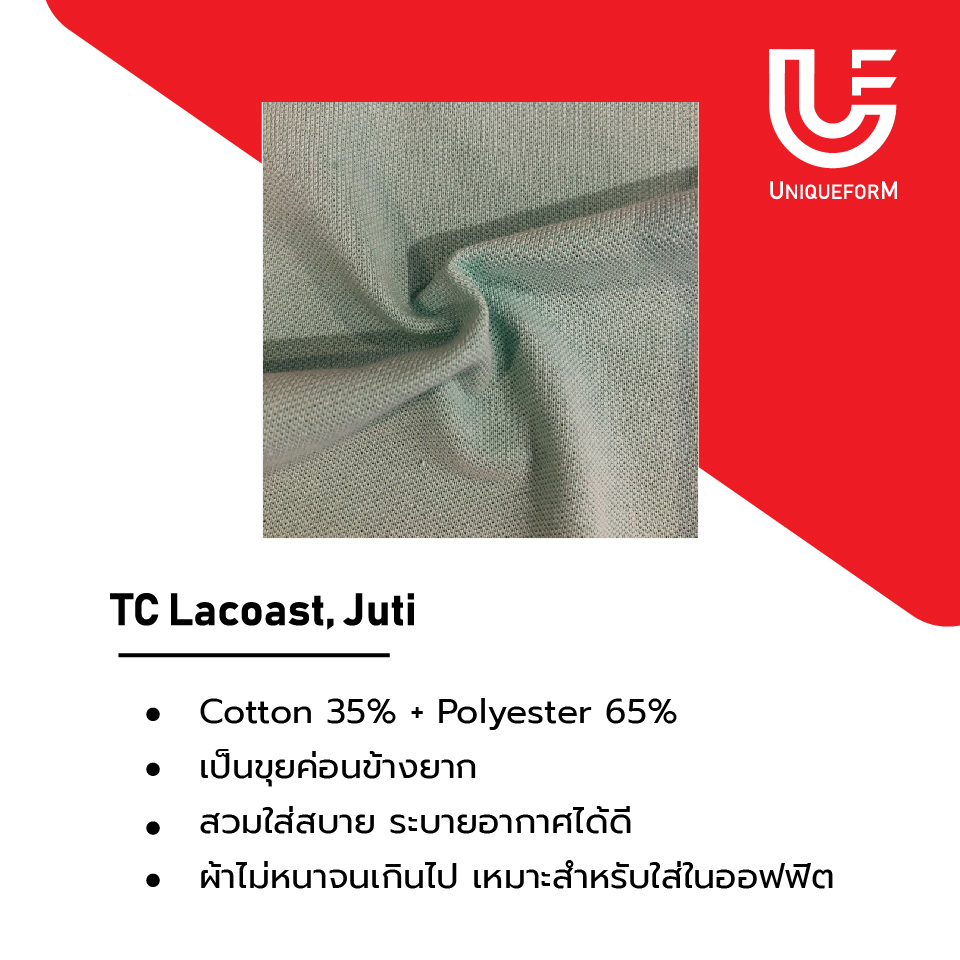 UNIQUEFORM
TC Lacoast, Juti
Cotton 35% + Polyester 65%
เป็นขุยค่อนข้างยาก
สวมใส่สบาย ระบายอากาศได้ดี
ผ้าไม่หนาจนเกินไป เหมาะสำหรับใส่ในออฟฟิต